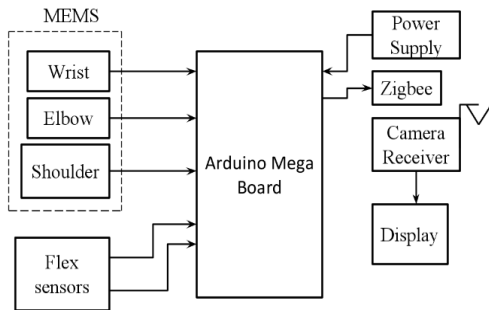 MEMS
Wrist
Elbow
Shoulder
Flex
sensors
Arduino Mega
Board
Power
Supply
Zigbee
Camera
Receiver
Display